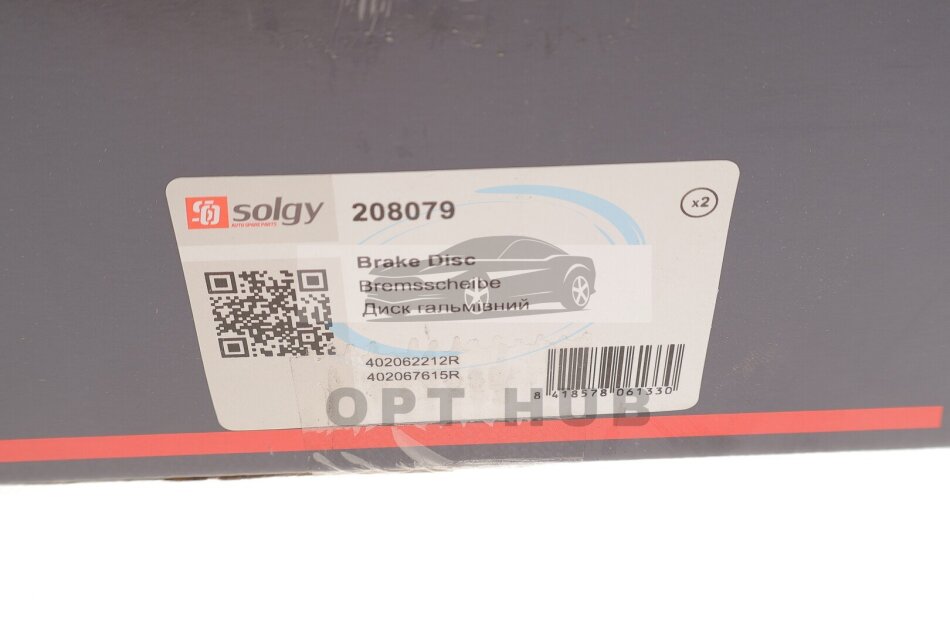 solgy
AUTO SPARE PARTS
208079
x2
Brake Disc
Bremsscheibe
Диск гальмівний
402062212R
402067615R
8 418578 061330
OPT HUB